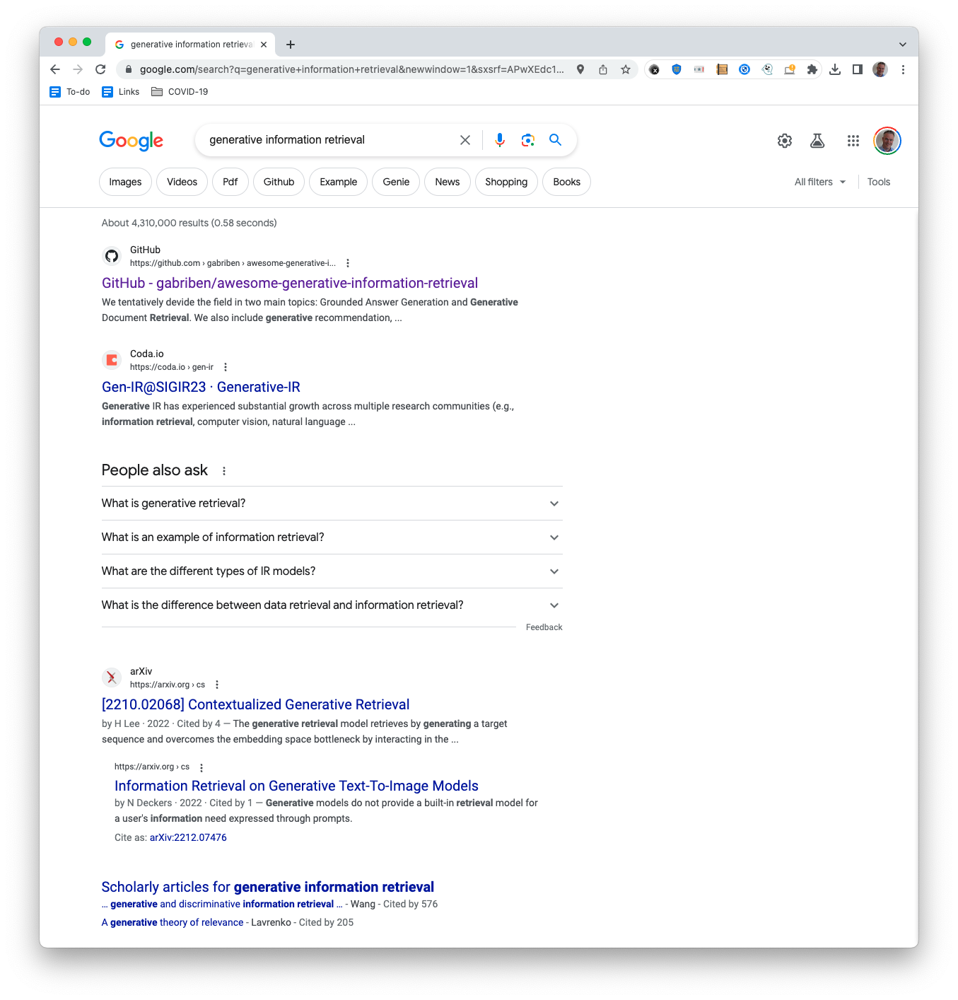 generative information retrieva
google.com/search?q=generative+information+retrieval&newwindow=1&sxsrf=APwXEdc1...
To-do Links COVID-19
Google generative information retrieval
Images Videos Pdf Github Example Genie News Shopping Books All filters Tools
About 4,310,000 results (0.58 seconds)
GitHub
https://github.com › gabriben › awesome-generative-i...
GitHub - gabriben/awesome-generative-information-retrieval
We tentatively devide the field in two main topics: Grounded Answer Generation and Generative
Document Retrieval. We also include generative recommendation, ...
Coda.io
https://coda.io › gen-ir
Gen-IR@SIGIR23 · Generative-IR
Generative IR has experienced substantial growth across multiple research communities (e.g.,
information retrieval, computer vision, natural language ...
People also ask
What is generative retrieval?
What is an example of information retrieval?
What are the different types of IR models?
What is the difference between data retrieval and information retrieval?
Feedback
arXiv
https://arxiv.org › cs
[2210.02068] Contextualized Generative Retrieval
by H Lee · 2022 · Cited by 4 — The generative retrieval model retrieves by generating a target
sequence and overcomes the embedding space bottleneck by interacting in the ...
https://arxiv.org › cs
Information Retrieval on Generative Text-To-Image Models
by N Deckers · 2022 · Cited by 1 — Generative models do not provide a built-in retrieval model for
a user's information need expressed through prompts.
Cite as: arXiv:2212.07476
Scholarly articles for generative information retrieval
... generative and discriminative information retrieval ... - Wang - Cited by 576
A generative theory of relevance - Lavrenko - Cited by 205